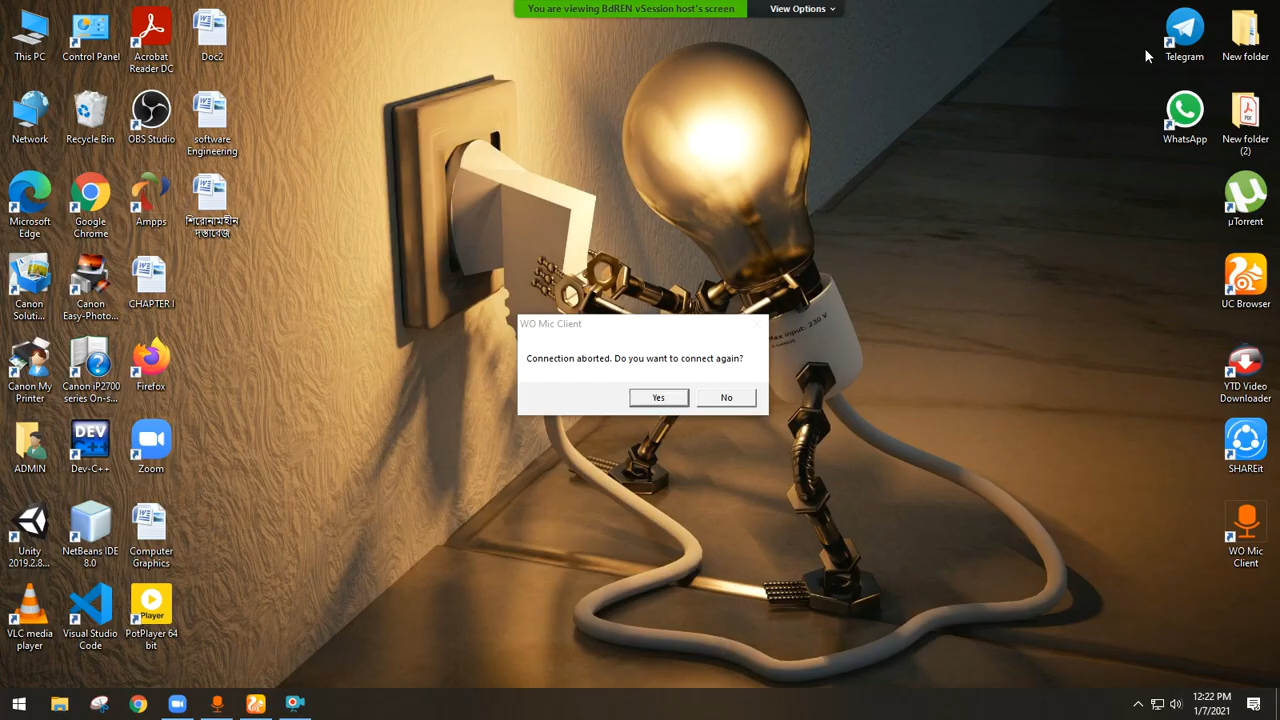 You are viewing BdREN vSession host's screen
View Options
This PC
Control Panel
Acrobat
Reader DC
Doc2
Telegram
New folder
Network
Recycle Bin
OBS Studio
software
Engineering
WhatsApp
New folder
(2)
Microsoft
Edge
Google
Chrome
Ampps
শিরোনামহীন
দস্তাবেজ
µTorrent
Canon
Soluti...
Canon
Easy-Photo...
CHAPTER I
UC Browser
Max input: 230 V
WO Mic Client
Connection aborted. Do you want to connect again?
Yes
No
Canon My
Printer
Canon iP2700
series On-s...
Firefox
YTD Video
Downloader
ADMIN
DEV
Dev-C++
Zoom
SHAREit
Unity
2019.2.8...
NetBeans IDE
8.0
Computer
Graphics
WO Mic
Client
VLC media
player
Visual Studio
Code
Player
PotPlayer 64
bit
12:22 PM
1/7/2021